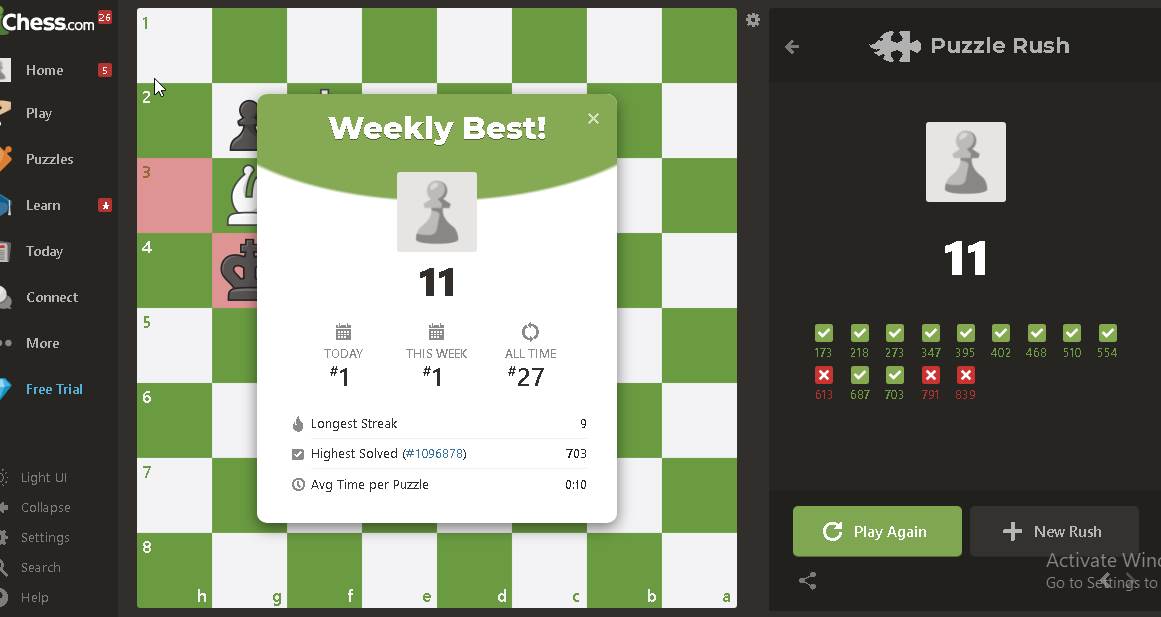 Chess.com 26
Home 5
Play
Puzzles
Learn
Today
Connect
More
Free Trial
Light UI
Collapse
Settings
Search
Help
1
2
3
4
5
6
7
8
h g f e d c b a
Weekly Best!
×
11
TODAY THIS WEEK ALL TIME
#1 #1 #27
Longest Streak 9
Highest Solved (#1096878) 703
Avg Time per Puzzle 0:10
Puzzle Rush
11
173 218 273 347 395 402 468 510 554
613 687 703 791 839
Play Again
New Rush
Activate Wind
Go to Settings to